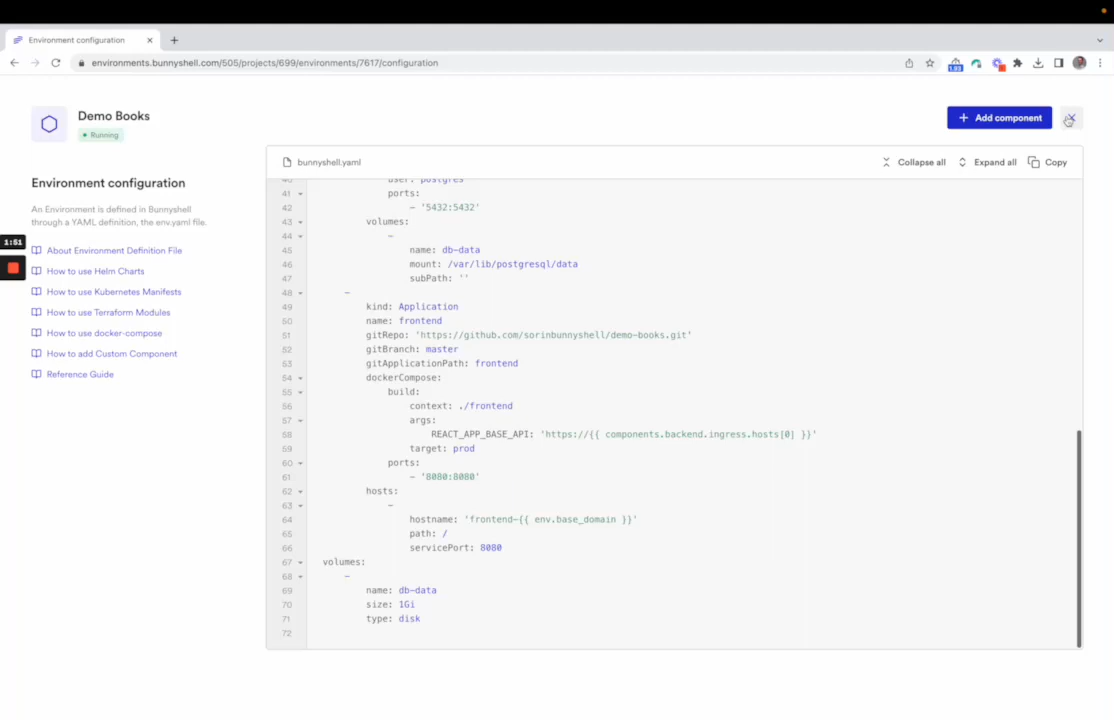 Environment configuration
environments.bunnyshell.com/505/projects/699/environments/7617/configuration
1.03
Demo Books
Running
Add component
Environment configuration
An Environment is defined in Bunnyshell
through a YAML definition, the env.yaml file.
1:51
About Environment Definition File
How to use Helm Charts
How to use Kubernetes Manifests
How to use Terraform Modules
How to use docker-compose
How to add Custom Component
Reference Guide
bunnyshell.yaml
Collapse all
Expand all
Copy
40 user: postgres
41 ports:
42 - '5432:5432'
43 volumes:
44 -
45 name: db-data
46 mount: /var/lib/postgresql/data
47 subPath: ''
48 -
49 kind: Application
50 name: frontend
51 gitRepo: 'https://github.com/sorinbunnyshell/demo-books.git'
52 gitBranch: master
53 gitApplicationPath: frontend
54 dockerCompose:
55 build:
56 context: ./frontend
57 args:
58 REACT_APP_BASE_API: 'https://{{ components.backend.ingress.hosts[0] }}'
59 target: prod
60 ports:
61 - '8080:8080'
62 hosts:
63 -
64 hostname: 'frontend-{{ env.base_domain }}'
65 path: /
66 servicePort: 8080
67 volumes:
68 -
69 name: db-data
70 size: 1Gi
71 type: disk
72